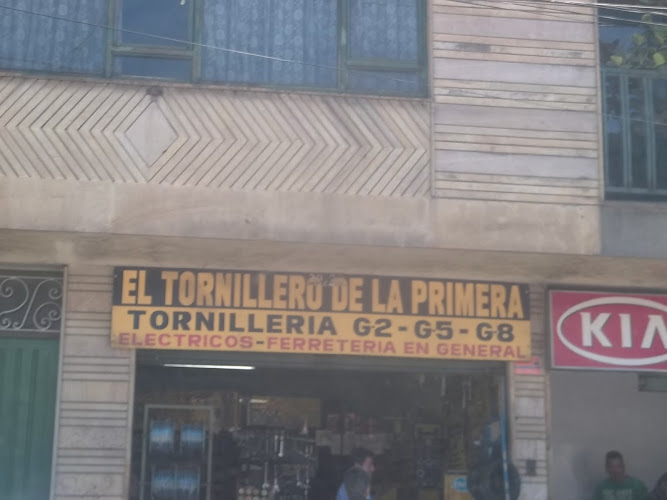 EL TORNILLERO DE LA PRIMERA
TORNILLERIA G2-G5-G8
ELECTRICOS-FERRETERIA EN GENERAL
KIA